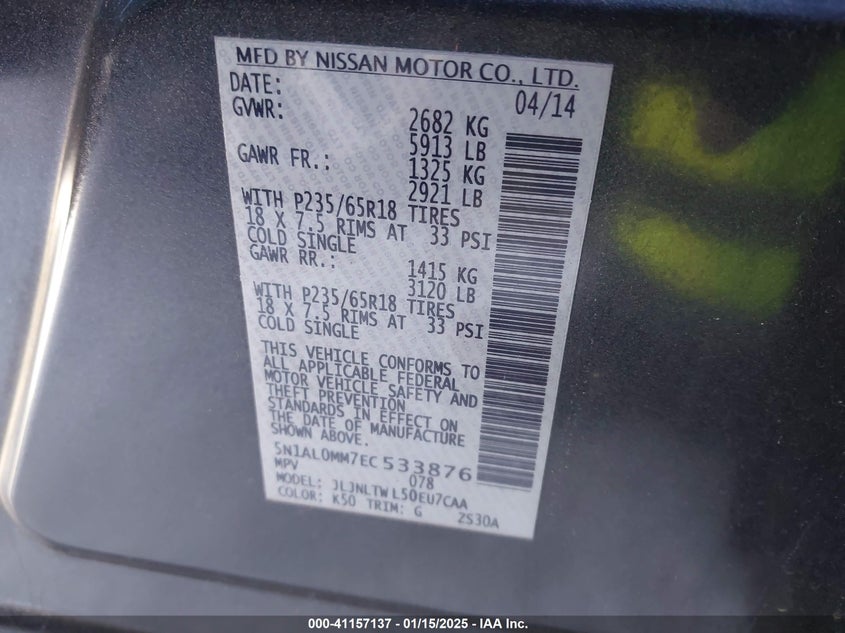 MFD BY NISSAN MOTOR CO., LTD.
DATE: 04/14
GVWR: 2682 KG
5913 LB
GAWR FR.: 1325 KG
2921 LB
WITH P235/65R18 TIRES
18 X 7.5 RIMS AT 33 PSI
COLD SINGLE
GAWR RR.: 1415 KG
3120 LB
WITH P235/65R18 TIRES
18 X 7.5 RIMS AT 33 PSI
COLD SINGLE
THIS VEHICLE CONFORMS TO
ALL APPLICABLE FEDERAL
MOTOR VEHICLE SAFETY AND
THEFT PREVENTION
STANDARDS IN EFFECT ON
THE DATE OF MANUFACTURE
SHOWN ABOVE.
5N1AL0MM7EC533876
MPV 078
MODEL: JLJNLTWL50EU7CAA
COLOR: K50 TRIM: G ZS30A
000-41157137 - 01/15/2025 - IAA Inc.